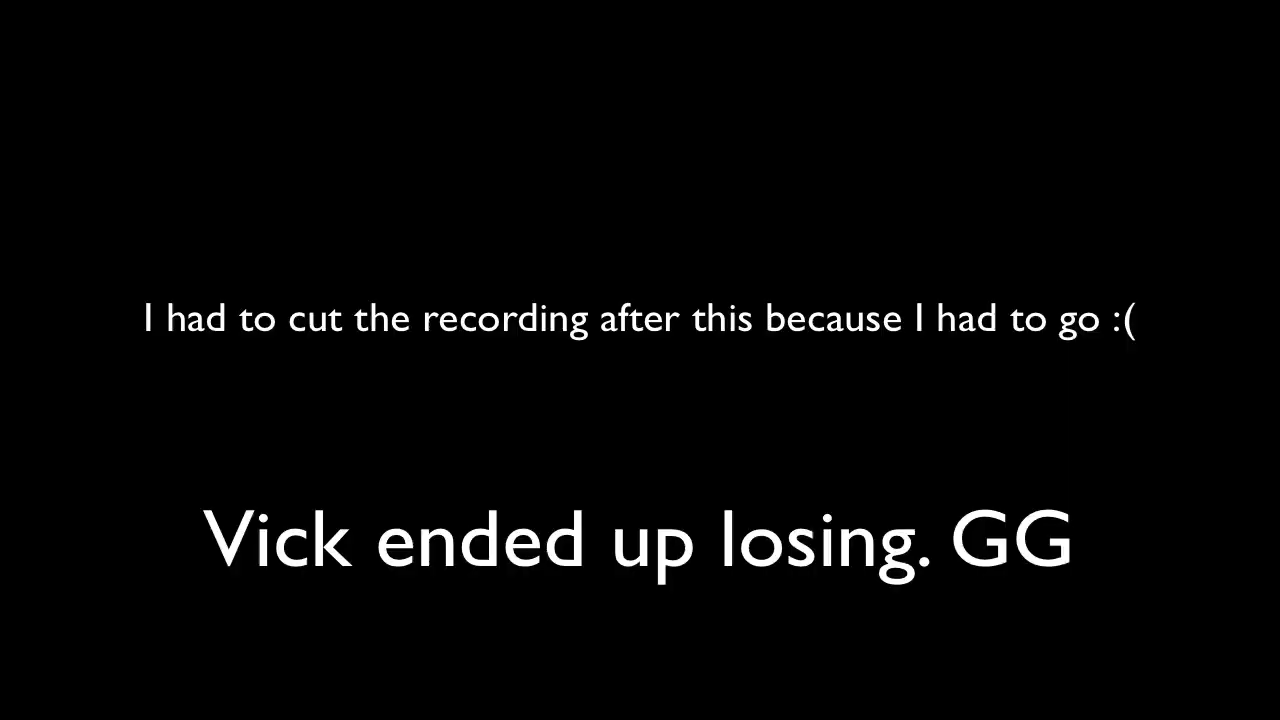 I had to cut the recording after this because I had to go :(
Vick ended up losing. GG